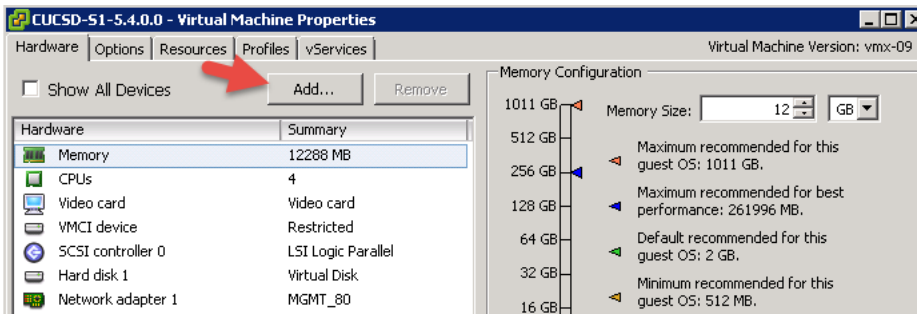 CUCSD-S1-5.4.0.0 - Virtual Machine Properties
Hardware Options Resources Profiles vServices
Virtual Machine Version: vmx-09
Show All Devices
Add...
Remove
Hardware Summary
Memory 12288 MB
CPUs 4
Video card Video card
VMCI device Restricted
SCSI controller 0 LSI Logic Parallel
Hard disk 1 Virtual Disk
Network adapter 1 MGMT_80
Memory Configuration
Memory Size: 12 GB
1011 GB
512 GB
256 GB
128 GB
64 GB
32 GB
16 GB
Maximum recommended for this
guest OS: 1011 GB.
Maximum recommended for best
performance: 261996 MB.
Default recommended for this
guest OS: 2 GB.
Minimum recommended for this
guest OS: 512 MB.